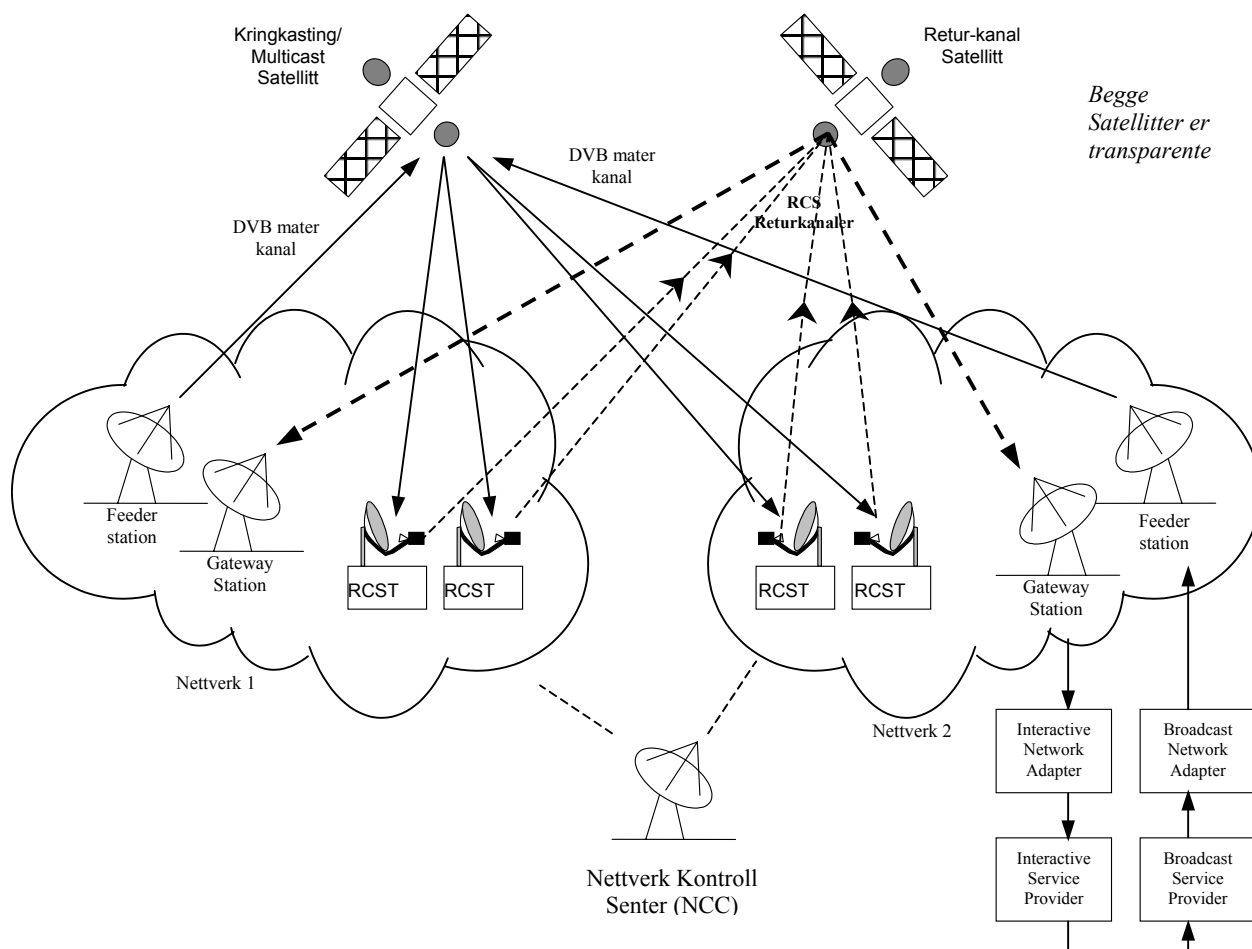 Kringkasting/
Multicast
Satellitt
Retur-kanal
Satellitt
Begge
Satellitter er
transparente
DVB mater
kanal
DVB mater
kanal
RCS
Returkanaler
Feeder
station
Gateway
Station
RCST
RCST
RCST
RCST
Gateway
Station
Feeder
station
Nettverk 1
Nettverk 2
Interactive
Network
Adapter
Broadcast
Network
Adapter
Nettverk Kontroll
Senter (NCC)
Interactive
Service
Provider
Broadcast
Service
Provider